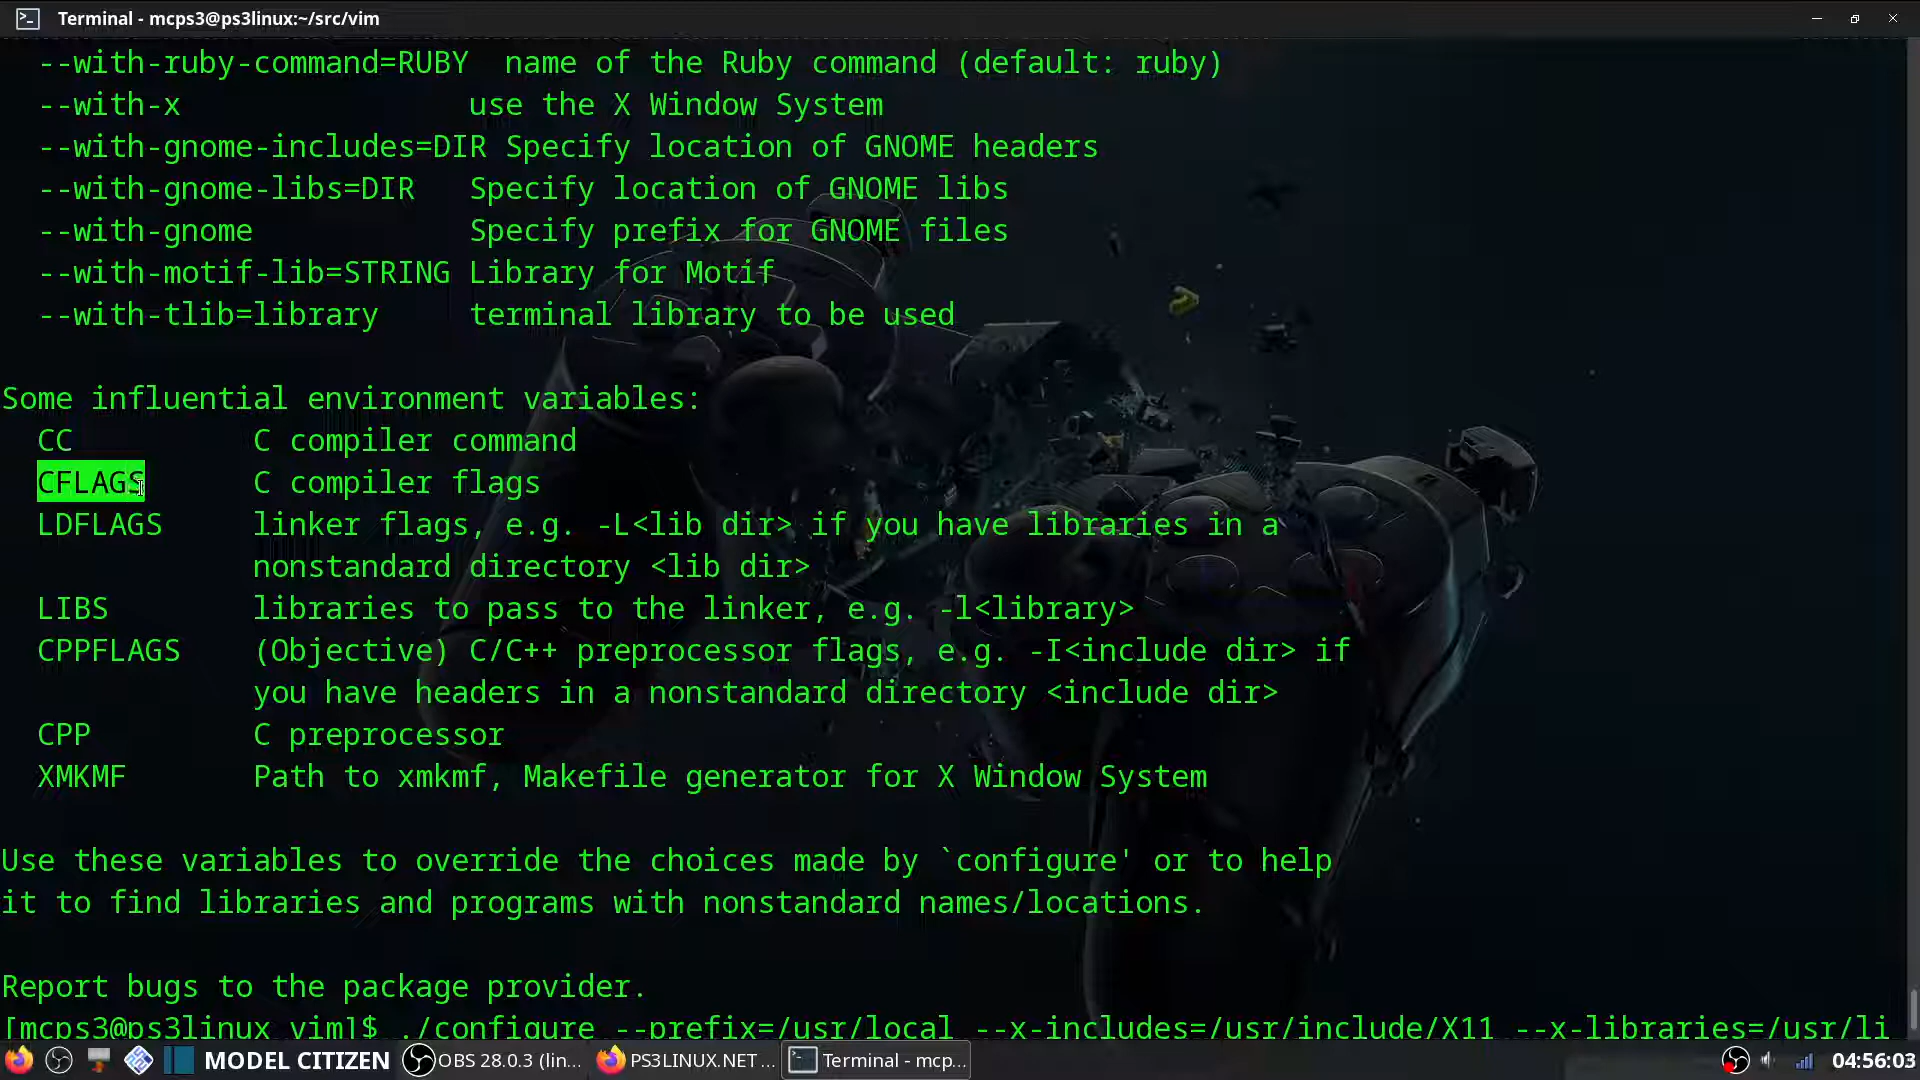 Terminal - mcps3@ps3linux:~/src/vim
--with-ruby-command=RUBY  name of the Ruby command (default: ruby)
--with-x                use the X Window System
--with-gnome-includes=DIR Specify location of GNOME headers
--with-gnome-libs=DIR   Specify location of GNOME libs
--with-gnome            Specify prefix for GNOME files
--with-motif-lib=STRING Library for Motif
--with-tlib=library     terminal library to be used
Some influential environment variables:
CC          C compiler command
CFLAGS      C compiler flags
LDFLAGS     linker flags, e.g. -L<lib dir> if you have libraries in a
nonstandard directory <lib dir>
LIBS        libraries to pass to the linker, e.g. -l<library>
CPPFLAGS    (Objective) C/C++ preprocessor flags, e.g. -I<include dir> if
you have headers in a nonstandard directory <include dir>
CPP         C preprocessor
XMKMF       Path to xmkmf, Makefile generator for X Window System
Use these variables to override the choices made by `configure' or to help
it to find libraries and programs with nonstandard names/locations.
Report bugs to the package provider.
[mcps3@ps3linux vim]$ ./configure --prefix=/usr/local --x-includes=/usr/include/X11 --x-libraries=/usr/li
MODEL CITIZEN OBS 28.0.3 (lin... PS3LINUX.NET ... Terminal - mcp... 04:56:03